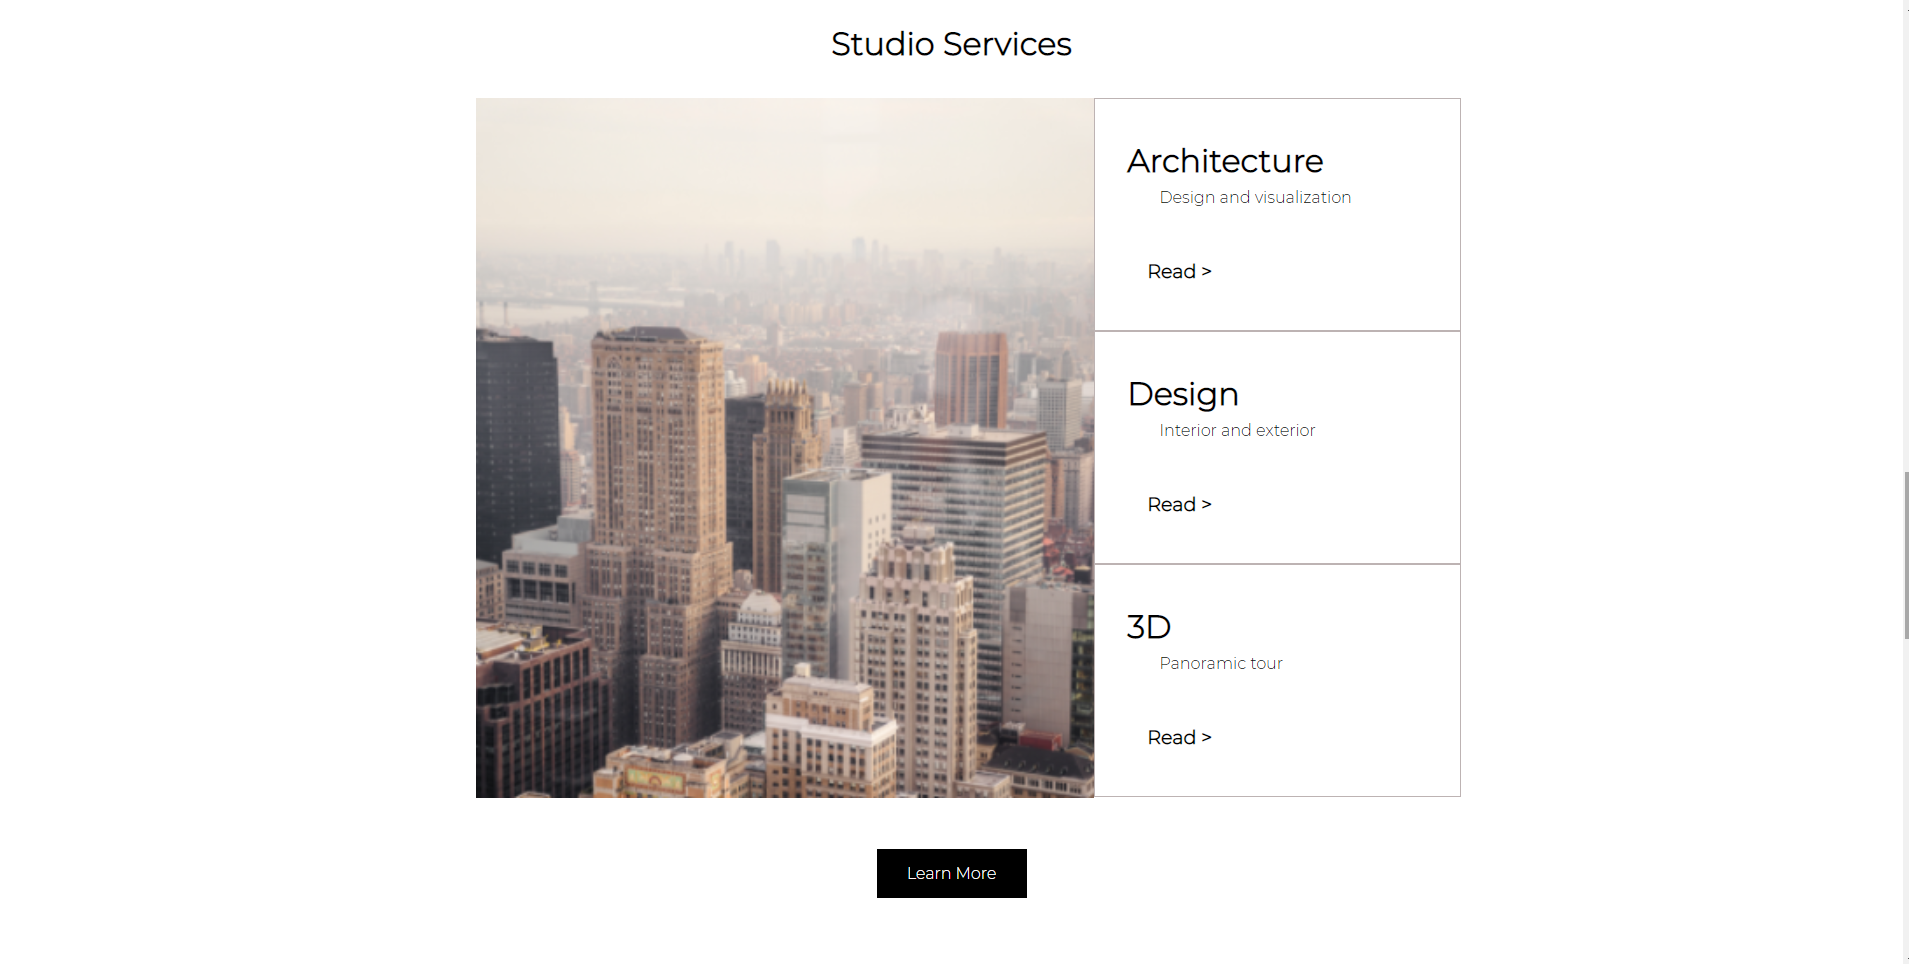 Studio Services
Architecture
Design and visualization
Read >
Design
Interior and exterior
Read >
3D
Panoramic tour
Read >
Learn More